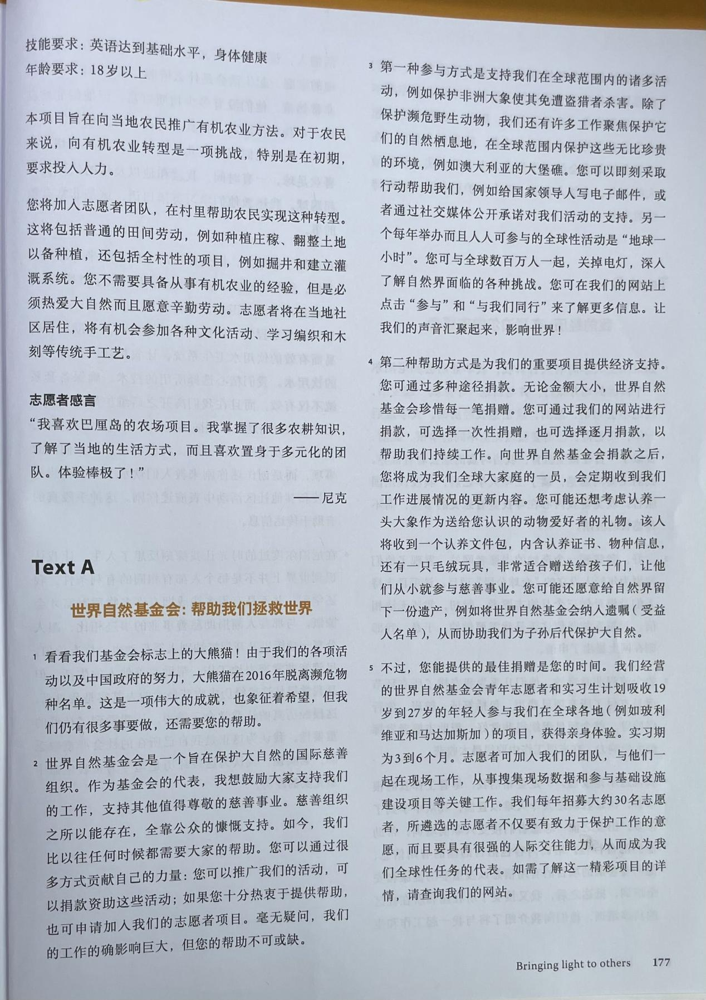 技能要求：英语达到基础水平，身体健康
年龄要求：18岁以上
本项目旨在向当地农民推广有机农业方法。对于农民
来说，向有机农业转型是一项挑战，特别是在初期，
要求投入人力。
您将加入志愿者团队，在村里帮助农民实现这种转型。
这将包括普通的田间劳动，例如种植庄稼、翻整土地
以备种植，还包括全村性的项目，例如掘井和建立灌
溉系统。您不需要具备从事有机农业的经验，但是必
须热爱大自然而且愿意辛勤劳动。志愿者将在当地社
区居住，将有机会参加各种文化活动、学习编织和木
刻等传统手工艺。
志愿者感言
“我喜欢巴厘岛的农场项目。我掌握了很多农耕知识，
了解了当地的生活方式，而且喜欢置身于多元化的团
队。体验棒极了！”
——尼克
Text A
世界自然基金会：帮助我们拯救世界
1 看看我们基金会标志上的大熊猫！由于我们的各项活
动以及中国政府的努力，大熊猫在2016年脱离濒危物
种名单。这是一项伟大的成就，也象征着希望，但我
们仍有很多事要做，还需要您的帮助。
2 世界自然基金会是一个旨在保护大自然的国际慈善
组织。作为基金会的代表，我想鼓励大家支持我们
的工作，支持其他值得尊敬的慈善事业。慈善组织
之所以能存在，全靠公众的慷慨支持。如今，我们
比以往任何时候都需要大家的帮助。您可以通过很
多方式贡献自己的力量：您可以推广我们的活动，可
以捐款资助这些活动；如果您十分热衷于提供帮助，
也可申请加入我们的志愿者项目。毫无疑问，我们
的工作的确影响巨大，但您的帮助不可或缺。
3 第一种参与方式是支持我们在全球范围内的诸多活
动，例如保护非洲大象使其免遭盗猎者杀害。除了
保护濒危野生动物，我们还有许多工作聚焦保护它
们的自然栖息地，在全球范围内保护这些无比珍贵
的环境，例如澳大利亚的大堡礁。您可以即刻采取
行动帮助我们，例如给国家领导人写电子邮件，或
者通过社交媒体公开承诺对我们活动的支持。另一
个每年举办而且人人可参与的全球性活动是“地球一
小时”。您可与全球数百万人一起，关掉电灯，深入
了解自然界面临的各种挑战。您可在我们的网站上
点击“参与”和“与我们同行”来了解更多信息。让
我们的声音汇聚起来，影响世界！
4 第二种帮助方式是为我们的重要项目提供经济支持。
您可通过多种途径捐款。无论金额大小，世界自然
基金会珍惜每一笔捐赠。您可通过我们的网站进行
捐款，可选择一次性捐赠，也可选择逐月捐款，以
帮助我们持续工作。向世界自然基金会捐款之后，
您将成为我们全球大家庭的一员，会定期收到我们
工作进展情况的更新内容。您可能还想考虑认养一
头大象作为送给您认识的动物爱好者的礼物。该人
将收到一个认养文件包，内含认养证书、物种信息，
还有一只毛绒玩具，非常适合赠送给孩子们，让他
们从小就参与慈善事业。您可能还愿意给自然界留
下一份遗产，例如将世界自然基金会纳入遗嘱（受益
人名单），从而协助我们为子孙后代保护大自然。
5 不过，您能提供的最佳捐赠是您的时间。我们经营
的世界自然基金会青年志愿者和实习生计划吸收19
岁到27岁的年轻人参与我们在全球各地（例如玻利
维亚和马达加斯加）的项目，获得亲身体验。实习期
为3到6个月。志愿者可加入我们的团队，与他们一
起在现场工作，从事搜集现场数据和参与基础设施
建设项目等关键工作。我们每年招募大约30名志愿
者，所遴选的志愿者不仅要有致力于保护工作的意
愿，而且要具有很强的人际交往能力，从而成为我
们全球性任务的代表。如需了解这一精彩项目的详
情，请查询我们的网站。
Bringing light to others 177